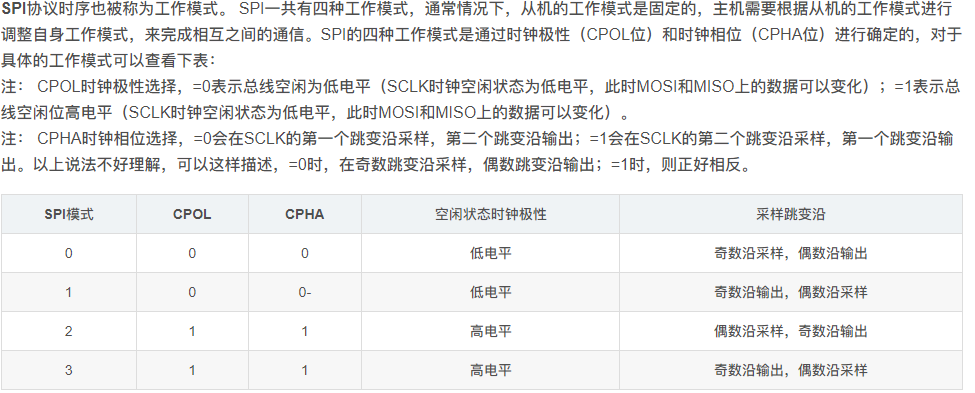 SPI协议时序也被称为工作模式。 SPI一共有四种工作模式，通常情况下，从机的工作模式是固定的，主机需要根据从机的工作模式进行
调整自身工作模式，来完成相互之间的通信。SPI的四种工作模式是通过时钟极性（CPOL位）和时钟相位（CPHA位）进行确定的，对于
具体的工作模式可以查看下表：
注： CPOL时钟极性选择，=0表示总线空闲为低电平（SCLK时钟空闲状态为低电平，此时MOSI和MISO上的数据可以变化）；=1表示总
线空闲位高电平（SCLK时钟空闲状态为低电平，此时MOSI和MISO上的数据可以变化）。
注： CPHA时钟相位选择，=0会在SCLK的第一个跳变沿采样，第二个跳变沿输出；=1会在SCLK的第二个跳变沿采样，第一个跳变沿输
出。以上说法不好理解，可以这样描述，=0时，在奇数跳变沿采样，偶数跳变沿输出；=1时，则正好相反。
SPI模式 CPOL CPHA 空闲状态时钟极性 采样跳变沿
0 0 0 低电平 奇数沿采样，偶数沿输出
1 0 0- 低电平 奇数沿输出，偶数沿采样
2 1 1 高电平 偶数沿采样，奇数沿输出
3 1 1 高电平 奇数沿输出，偶数沿采样